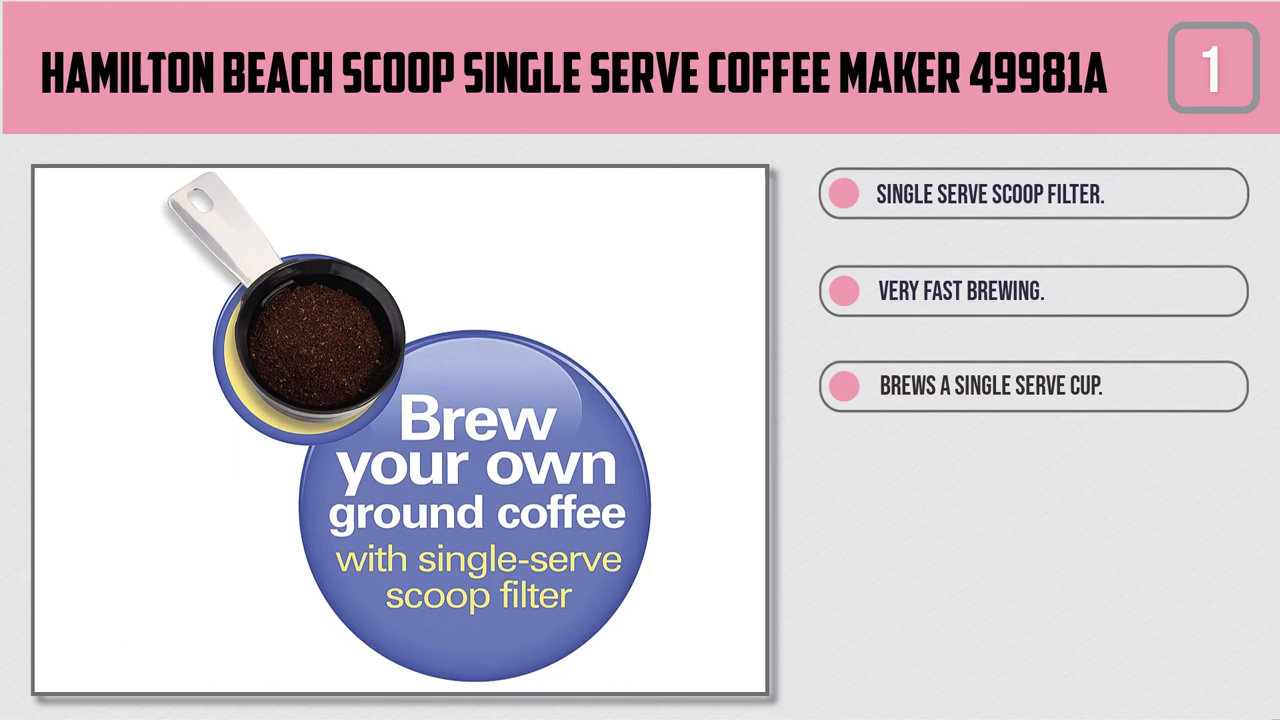 HAMILTON BEACH SCOOP SINGLE SERVE COFFEE MAKER 49981A
1
Brew
your own
ground coffee
with single-serve
scoop filter
SINGLE SERVE SCOOP FILTER.
VERY FAST BREWING.
BREWS A SINGLE SERVE CUP.